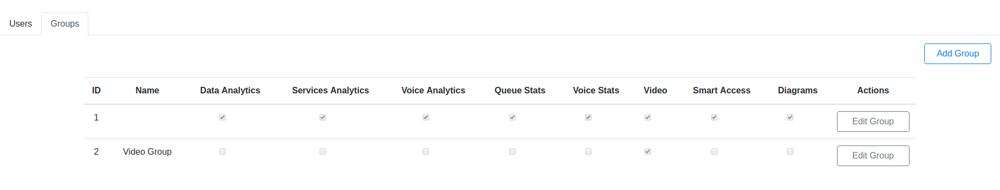 Users Groups
Add Group
ID Name Data Analytics Services Analytics Voice Analytics Queue Stats Voice Stats Video Smart Access Diagrams Actions
1 Edit Group
2 Video Group Edit Group